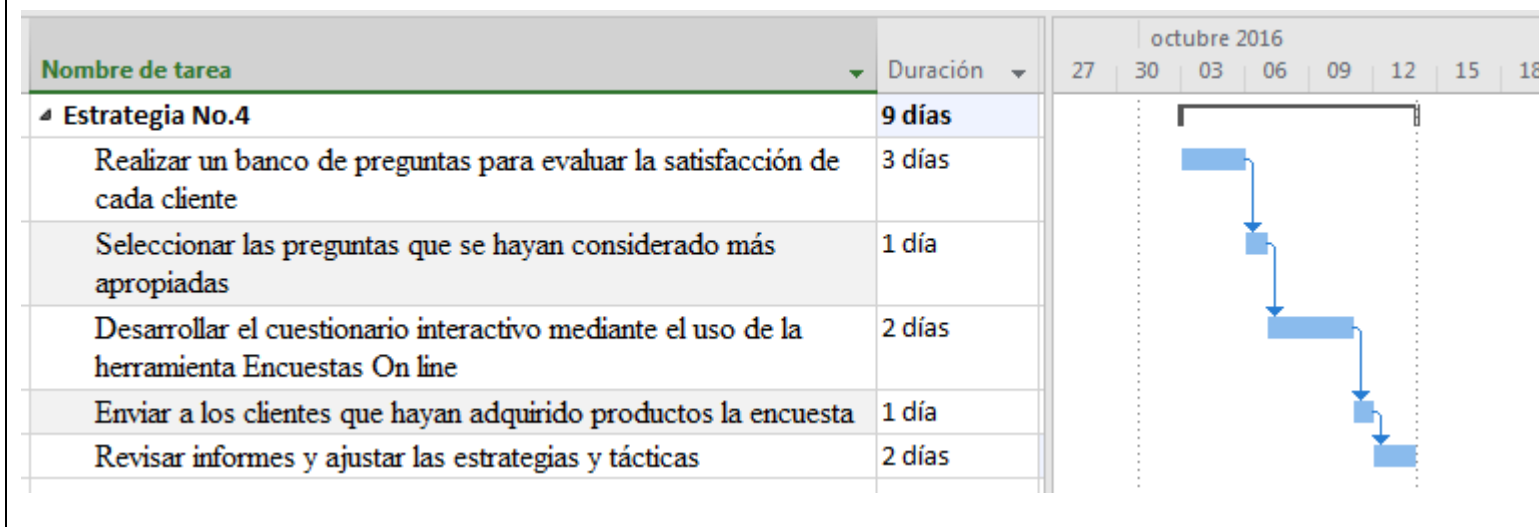 octubre 2016
Nombre de tarea Duración 27 30 03 06 09 12 15 18
Estrategia No.4 9 días
Realizar un banco de preguntas para evaluar la satisfacción de 3 días
cada cliente
Seleccionar las preguntas que se hayan considerado más 1 día
apropiadas
Desarrollar el cuestionario interactivo mediante el uso de la 2 días
herramienta Encuestas On line
Enviar a los clientes que hayan adquirido productos la encuesta 1 día
Revisar informes y ajustar las estrategias y tácticas 2 días